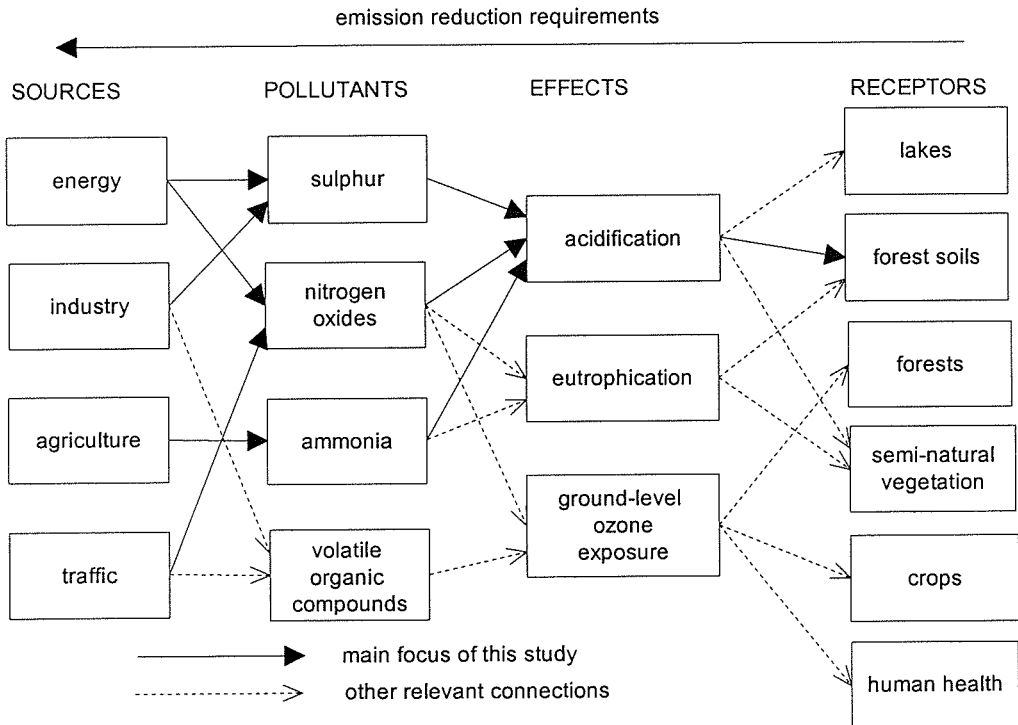 emission reduction requirements
SOURCES
POLLUTANTS
EFFECTS
RECEPTORS
energy
industry
agriculture
traffic
sulphur
nitrogen
oxides
ammonia
volatile
organic
compounds
acidification
eutrophication
ground-level
ozone
exposure
lakes
forest soils
forests
semi-natural
vegetation
crops
human health
main focus of this study
other relevant connections